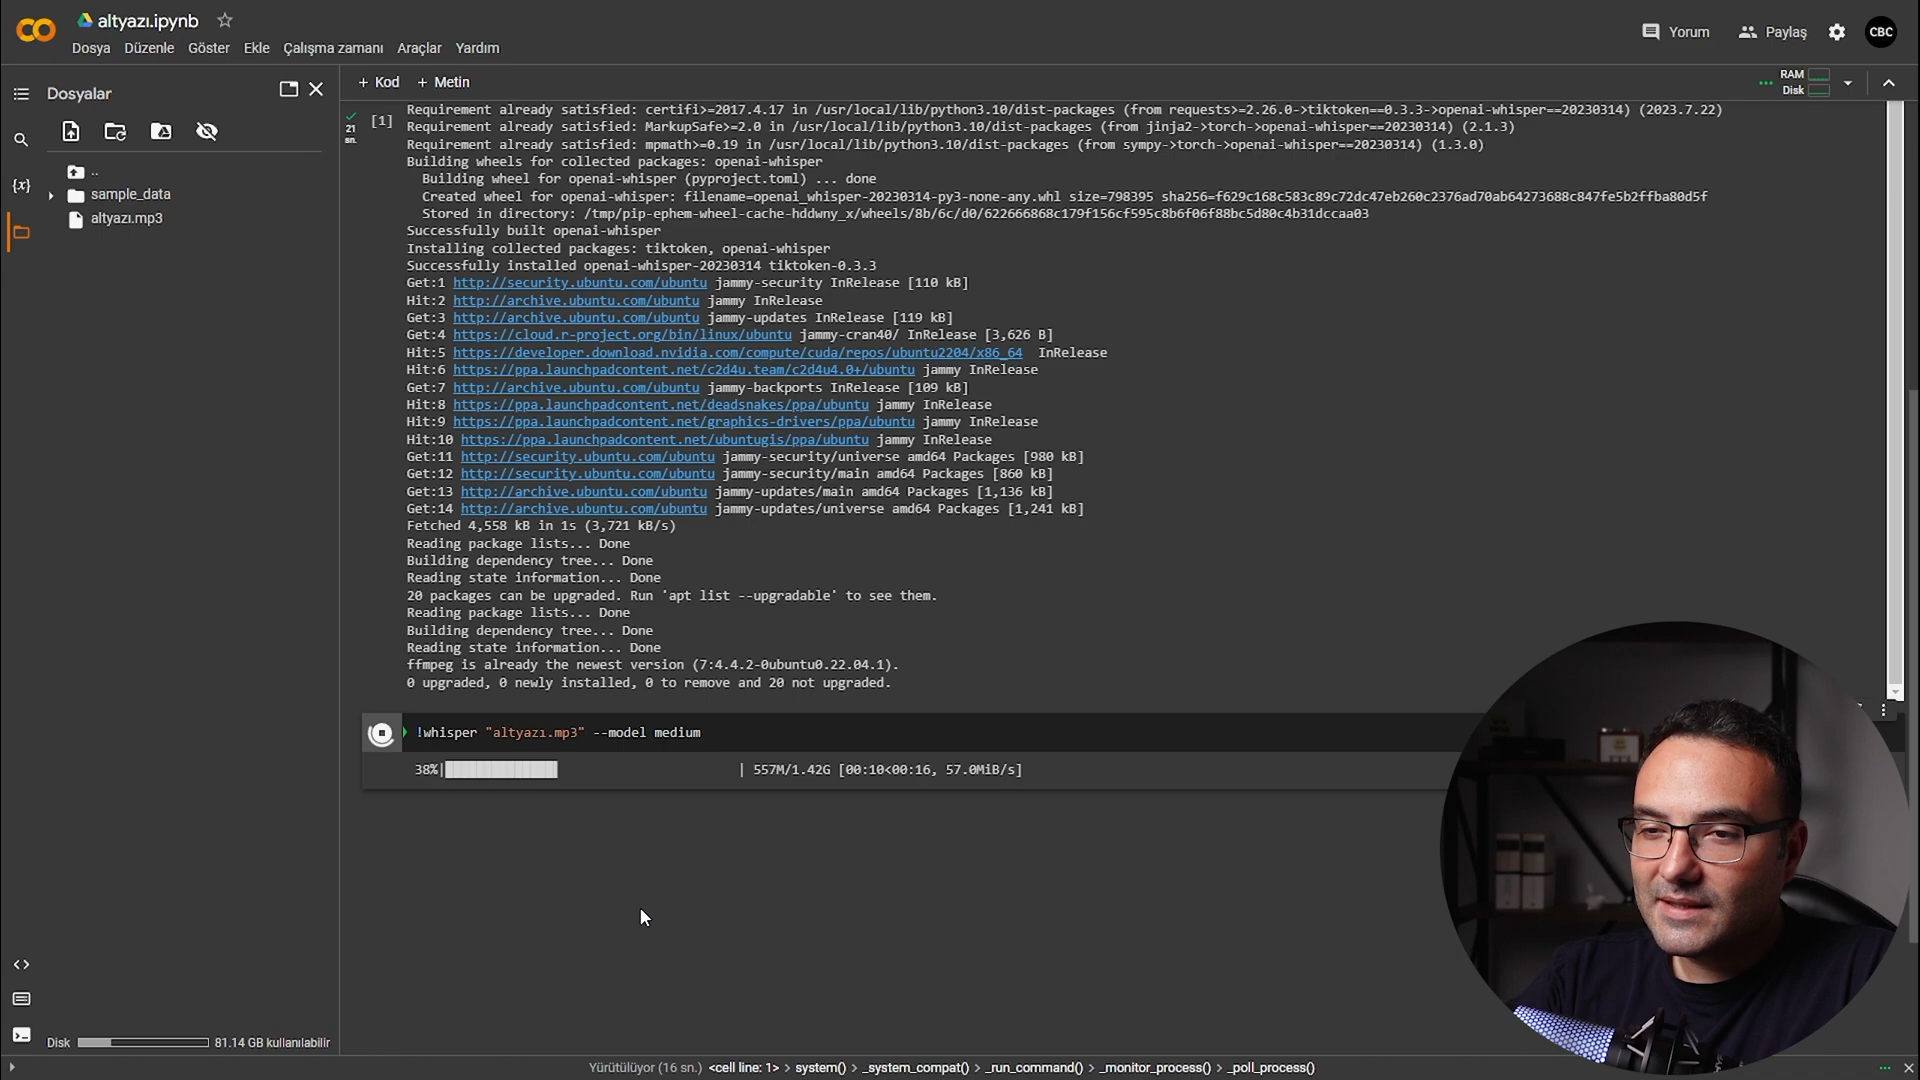 altyazı.ipynb
Dosya Düzenle Göster Ekle Çalışma zamanı Araçlar Yardım
Yorum Paylaş CBC
Dosyalar
+ Kod + Metin
RAM
Disk
..
sample_data
altyazı.mp3
{x}
21
sn.
[1]
Requirement already satisfied: certifi>=2017.4.17 in /usr/local/lib/python3.10/dist-packages (from requests>=2.26.0->tiktoken==0.3.3->openai-whisper==20230314) (2023.7.22)
Requirement already satisfied: MarkupSafe>=2.0 in /usr/local/lib/python3.10/dist-packages (from jinja2->torch->openai-whisper==20230314) (2.1.3)
Requirement already satisfied: mpmath>=0.19 in /usr/local/lib/python3.10/dist-packages (from sympy->torch->openai-whisper==20230314) (1.3.0)
Building wheels for collected packages: openai-whisper
Building wheel for openai-whisper (pyproject.toml) ... done
Created wheel for openai-whisper: filename=openai_whisper-20230314-py3-none-any.whl size=798395 sha256=f629c168c583c89c72dc47eb260c2376ad70ab64273688c847fe5b2ffba80d5f
Stored in directory: /tmp/pip-ephem-wheel-cache-hddwny_x/wheels/8b/6c/d0/622666868c179f156cf595c8b6f06f88bc5d80c4b31dccaa03
Successfully built openai-whisper
Installing collected packages: tiktoken, openai-whisper
Successfully installed openai-whisper-20230314 tiktoken-0.3.3
Get:1 http://security.ubuntu.com/ubuntu jammy-security InRelease [110 kB]
Hit:2 http://archive.ubuntu.com/ubuntu jammy InRelease
Get:3 http://archive.ubuntu.com/ubuntu jammy-updates InRelease [119 kB]
Get:4 https://cloud.r-project.org/bin/linux/ubuntu jammy-cran40/ InRelease [3,626 B]
Hit:5 https://developer.download.nvidia.com/compute/cuda/repos/ubuntu2204/x86_64 InRelease
Hit:6 https://ppa.launchpadcontent.net/c2d4u.team/c2d4u4.0+/ubuntu jammy InRelease
Get:7 http://archive.ubuntu.com/ubuntu jammy-backports InRelease [109 kB]
Hit:8 https://ppa.launchpadcontent.net/deadsnakes/ppa/ubuntu jammy InRelease
Hit:9 https://ppa.launchpadcontent.net/graphics-drivers/ppa/ubuntu jammy InRelease
Hit:10 https://ppa.launchpadcontent.net/ubuntugis/ppa/ubuntu jammy InRelease
Get:11 http://security.ubuntu.com/ubuntu jammy-security/universe amd64 Packages [980 kB]
Get:12 http://security.ubuntu.com/ubuntu jammy-security/main amd64 Packages [860 kB]
Get:13 http://archive.ubuntu.com/ubuntu jammy-updates/main amd64 Packages [1,136 kB]
Get:14 http://archive.ubuntu.com/ubuntu jammy-updates/universe amd64 Packages [1,241 kB]
Fetched 4,558 kB in 1s (3,721 kB/s)
Reading package lists... Done
Building dependency tree... Done
Reading state information... Done
20 packages can be upgraded. Run 'apt list --upgradable' to see them.
Reading package lists... Done
Building dependency tree... Done
Reading state information... Done
ffmpeg is already the newest version (7:4.4.2-0ubuntu0.22.04.1).
0 upgraded, 0 newly installed, 0 to remove and 20 not upgraded.
!whisper "altyazı.mp3" --model medium
38%| | 557M/1.42G [00:10<00:16, 57.0MiB/s]
Disk 81.14 GB kullanılabilir
Yürütülüyor (16 sn.) <cell line: 1> > system() > _system_compat() > _run_command() > _monitor_process() > _poll_process()